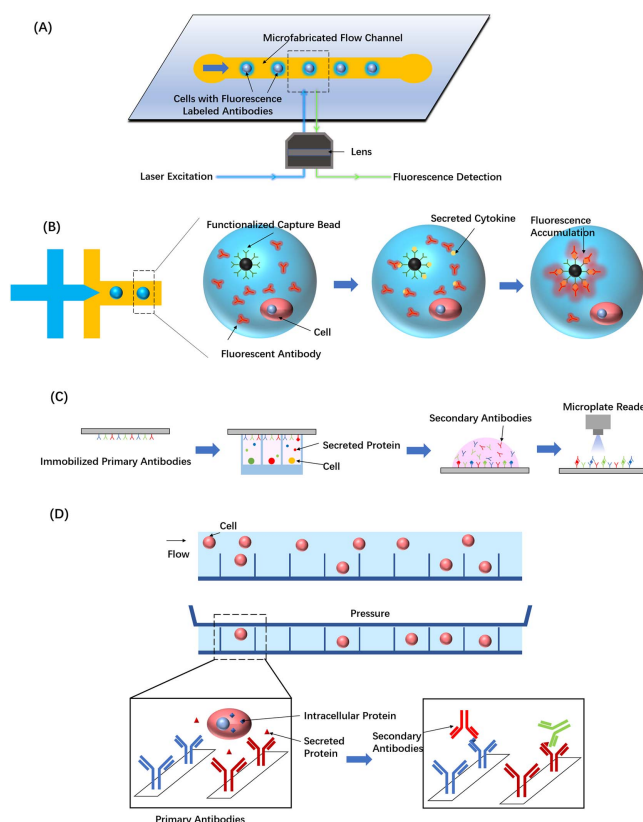 (A)
Microfabricated Flow Channel
Cells with Fluorescence
Labeled Antibodies
Lens
Laser Excitation
Fluorescence Detection
(B)
Functionalized Capture Bead
Secreted Cytokine
Fluorescence
Accumulation
Cell
Fluorescent Antibody
(C)
Immobilized Primary Antibodies
Secreted Protein
Cell
Secondary Antibodies
Microplate Reade
(D)
Cell
Flow
Pressure
Intracellular Protein
Secreted
Protein
Secondary
Antibodies
Primary Antibodies